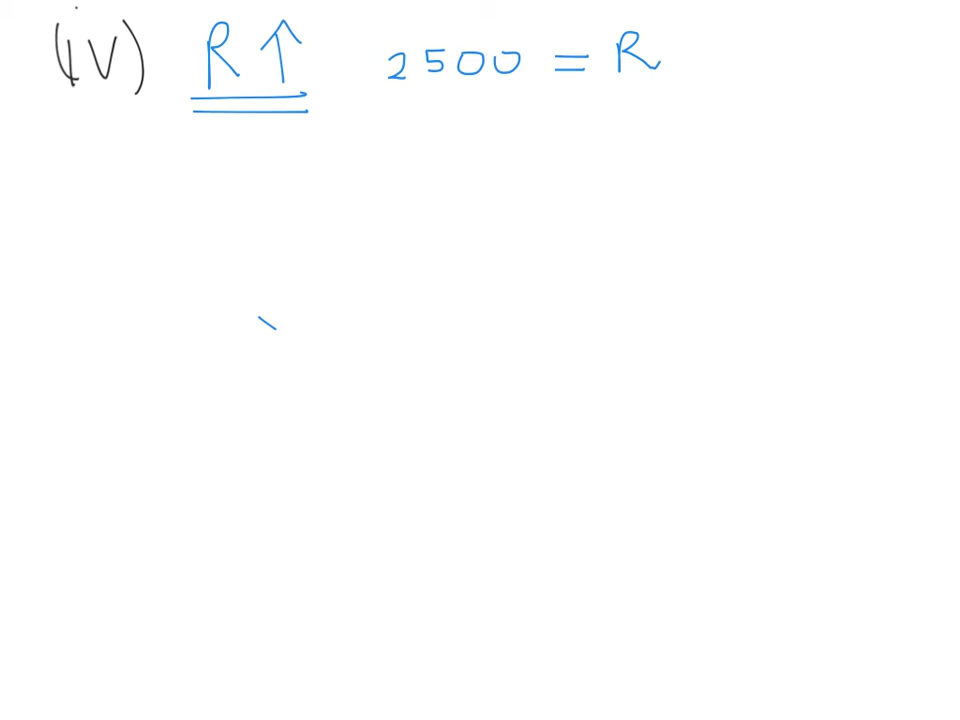 (iv) R ↑ 2500 = R